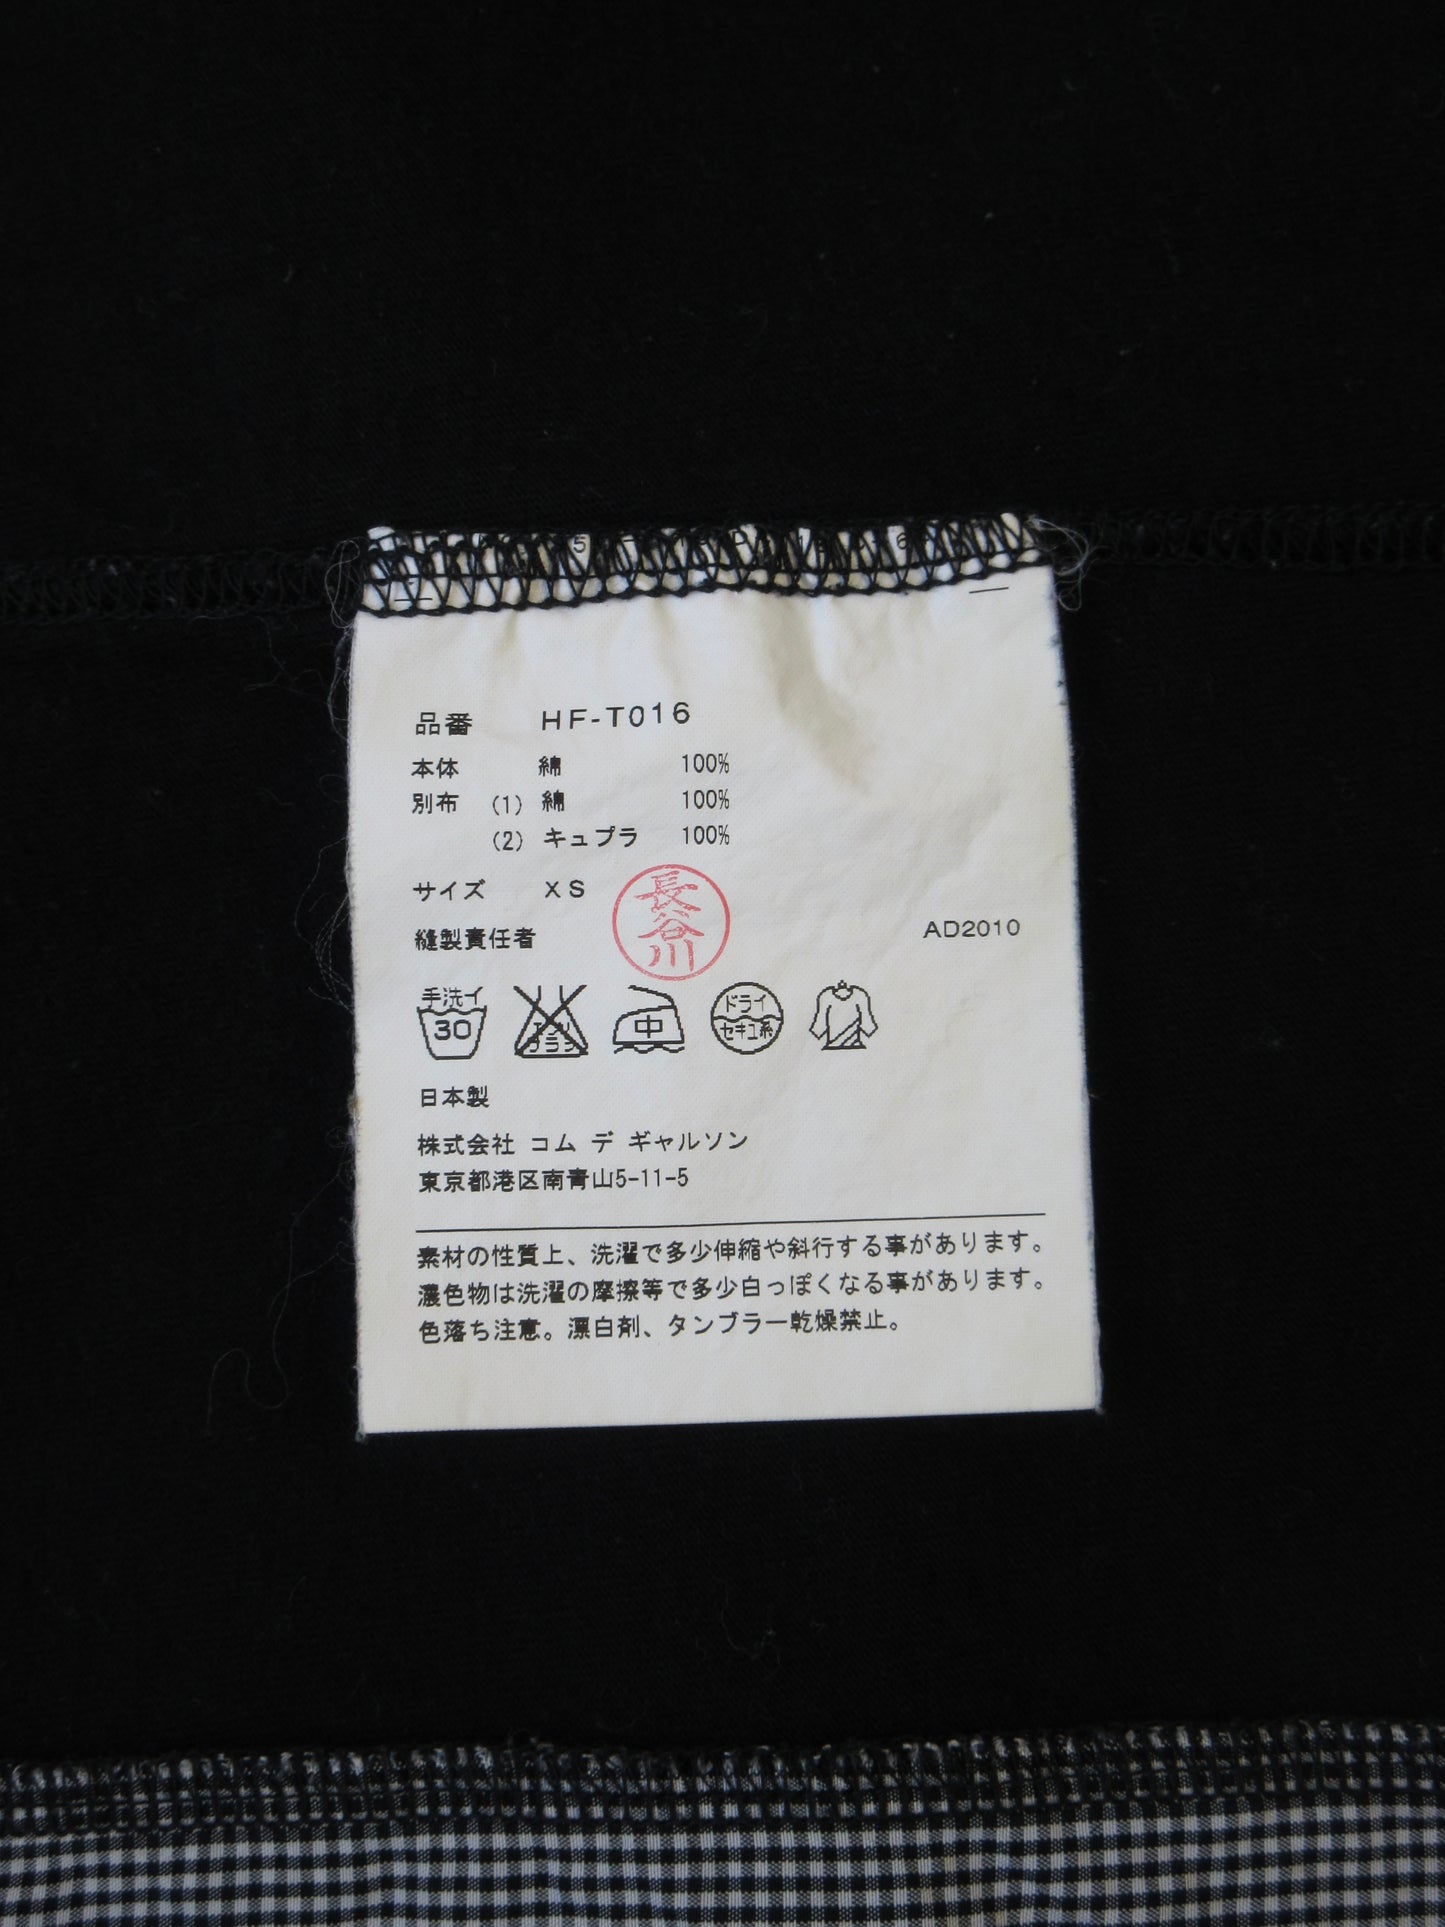 品番 HF-T016
本体 綿 100%
別布 (1) 綿 100%
(2) キュプラ 100%
サイズ XS
長谷川
縫製責任者
AD2010
手洗イ
30
エンソ
サラシ
中
ドライ
セキユ系
日本製
株式会社 コム デ ギャルソン
東京都港区南青山5-11-5
素材の性質上、洗濯で多少伸縮や斜行する事があります。
濃色物は洗濯の摩擦等で多少白っぽくなる事があります。
色落ち注意。漂白剤、タンブラー乾燥禁止。